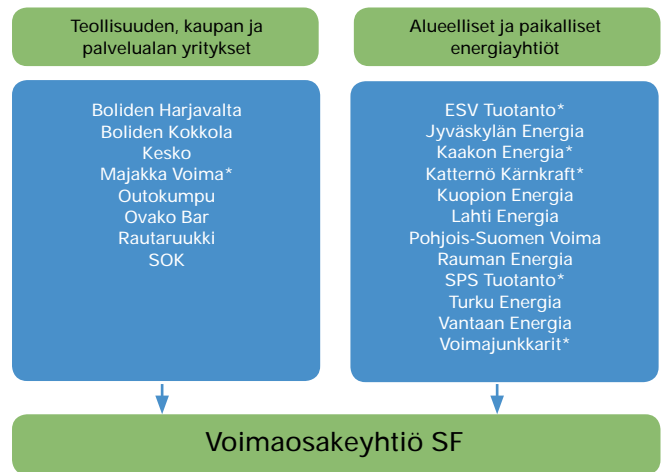 Teollisuuden, kaupan ja
palvelualan yritykset
Boliden Harjavalta
Boliden Kokkola
Kesko
Majakka Voima*
Outokumpu
Ovako Bar
Rautaruukki
SOK
Alueelliset ja paikalliset
energiayhtiöt
ESV Tuotanto*
Jyväskylän Energia
Kaakon Energia*
Katternö Kärnkraft*
Kuopion Energia
Lahti Energia
Pohjois-Suomen Voima
Rauman Energia
SPS Tuotanto*
Turku Energia
Vantaan Energia
Voimajunkkarit*
Voimaosakeyhtiö SF